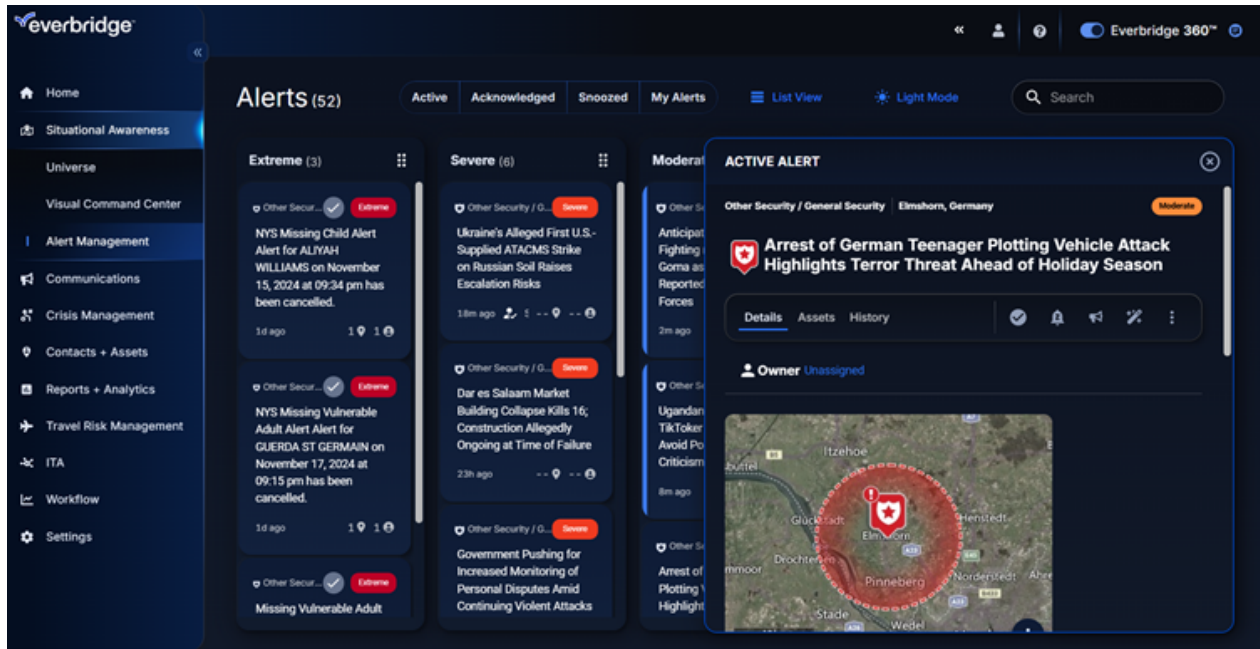 everbridge
Everbridge 360™
Home
Situational Awareness
Universe
Visual Command Center
Alert Management
Communications
Crisis Management
Contacts + Assets
Reports + Analytics
Travel Risk Management
ITA
Workflow
Settings
Alerts (52)
Active Acknowledged Snoozed My Alerts
List View
Light Mode
Search
Extreme (3)
Other Secur... Extreme
NYS Missing Child Alert
Alert for ALIYAH
WILLIAMS on November
15, 2024 at 09:34 pm has
been cancelled.
1d ago 1 1
Other Secur... Extreme
NYS Missing Vulnerable
Adult Alert Alert for
GUERDA ST GERMAIN on
November 17, 2024 at
09:15 pm has been
cancelled.
1d ago 1 1
Other Secur... Extreme
Missing Vulnerable Adult
Severe (6)
Other Security / G... Severe
Ukraine's Alleged First U.S.-
Supplied ATACMS Strike
on Russian Soil Raises
Escalation Risks
18m ago -- --
Other Security / G... Severe
Dar es Salaam Market
Building Collapse Kills 16;
Construction Allegedly
Ongoing at Time of Failure
23h ago -- --
Other Security / G... Severe
Government Pushing for
Increased Monitoring of
Personal Disputes Amid
Continuing Violent Attacks
Moderat
Other Se
Anticipat
Fighting
Goma as
Reported
Forces
2m ago
Other Se
Ugandan
TikToker
Avoid Po
Criticism
8m ago
Other Se
Arrest of
Plotting
Highlight
ACTIVE ALERT
Other Security / General Security Elmshorn, Germany Moderate
Arrest of German Teenager Plotting Vehicle Attack
Highlights Terror Threat Ahead of Holiday Season
Details Assets History
Owner Unassigned
Itzehoe
buttel
Glückstadt
Henstedt
Elmshorn
Drochter
mmoor
Pinneberg
Norderstedt
Ahre
Stade
Wedel